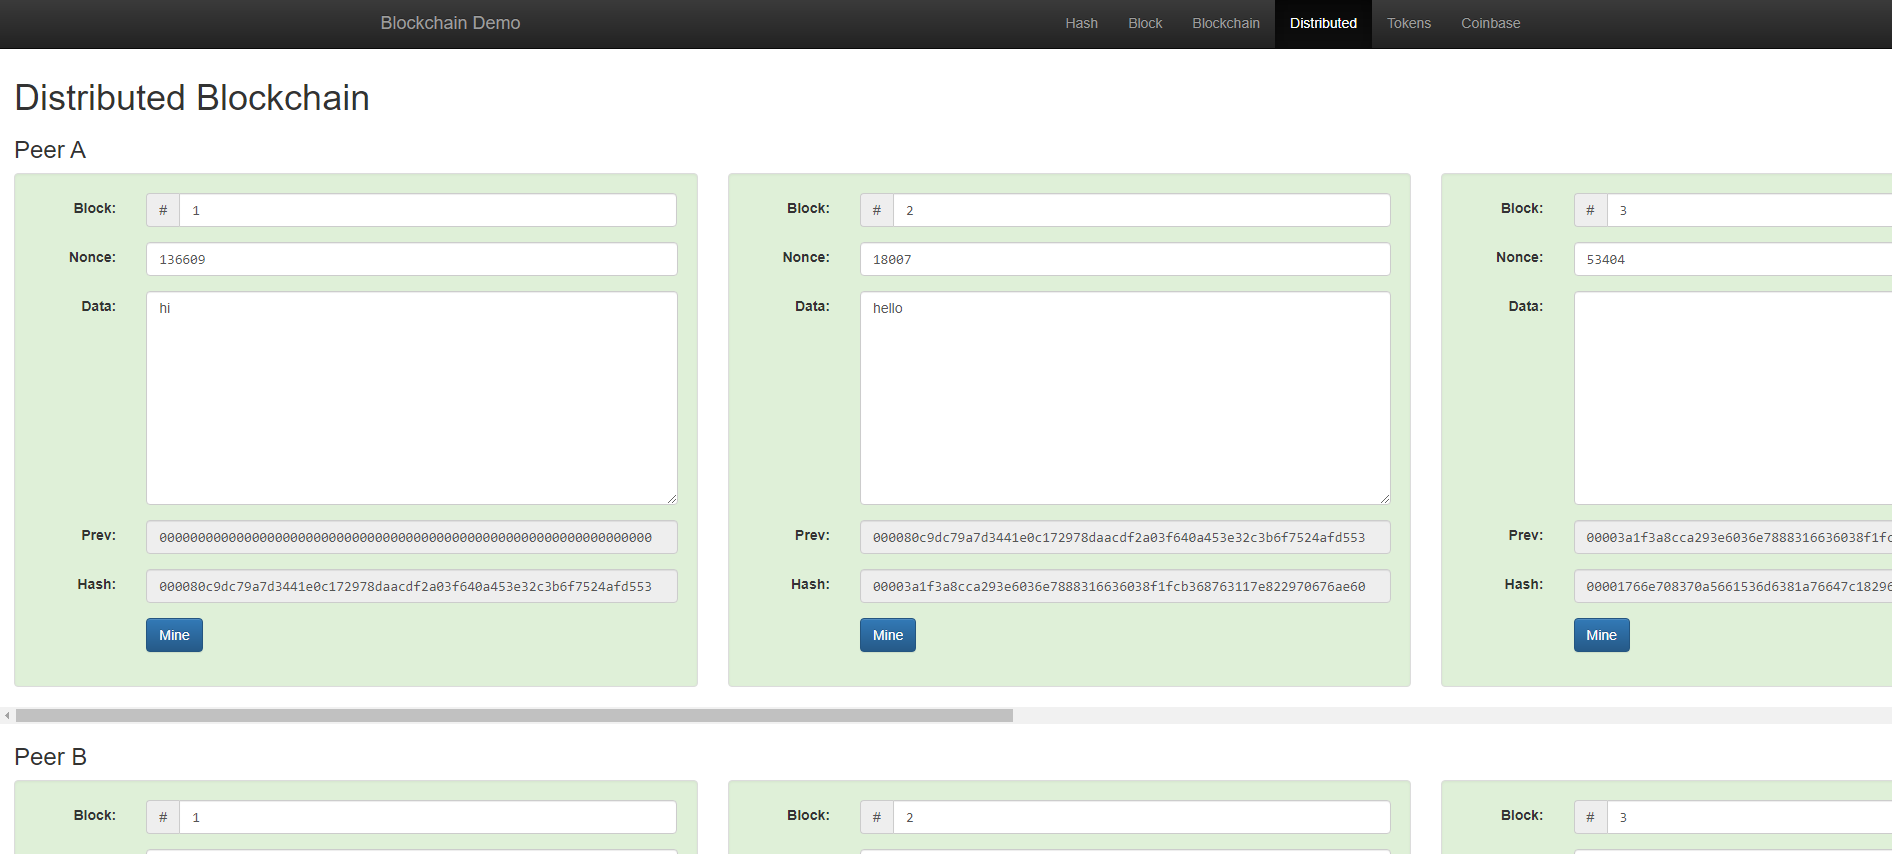 Blockchain Demo Hash Block Blockchain Distributed Tokens Coinbase
Distributed Blockchain
Peer A
Block: # 1 Block: # 2 Block: # 3
Nonce: 136609 Nonce: 18007 Nonce: 53404
Data: hi Data: hello Data:
Prev: 0000000000000000000000000000000000000000000000000000000000000000 Prev: 000080c9dc79a7d3441e0c172978daacdf2a03f640a453e32c3b6f7524afd553 Prev: 00003a1f3a8cca293e6036e7888316636038f1fc
Hash: 000080c9dc79a7d3441e0c172978daacdf2a03f640a453e32c3b6f7524afd553 Hash: 00003a1f3a8cca293e6036e7888316636038f1fcb368763117e822970676ae60 Hash: 00001766e708370a5661536d6381a76647c18296
Mine Mine Mine
Peer B
Block: # 1 Block: # 2 Block: # 3